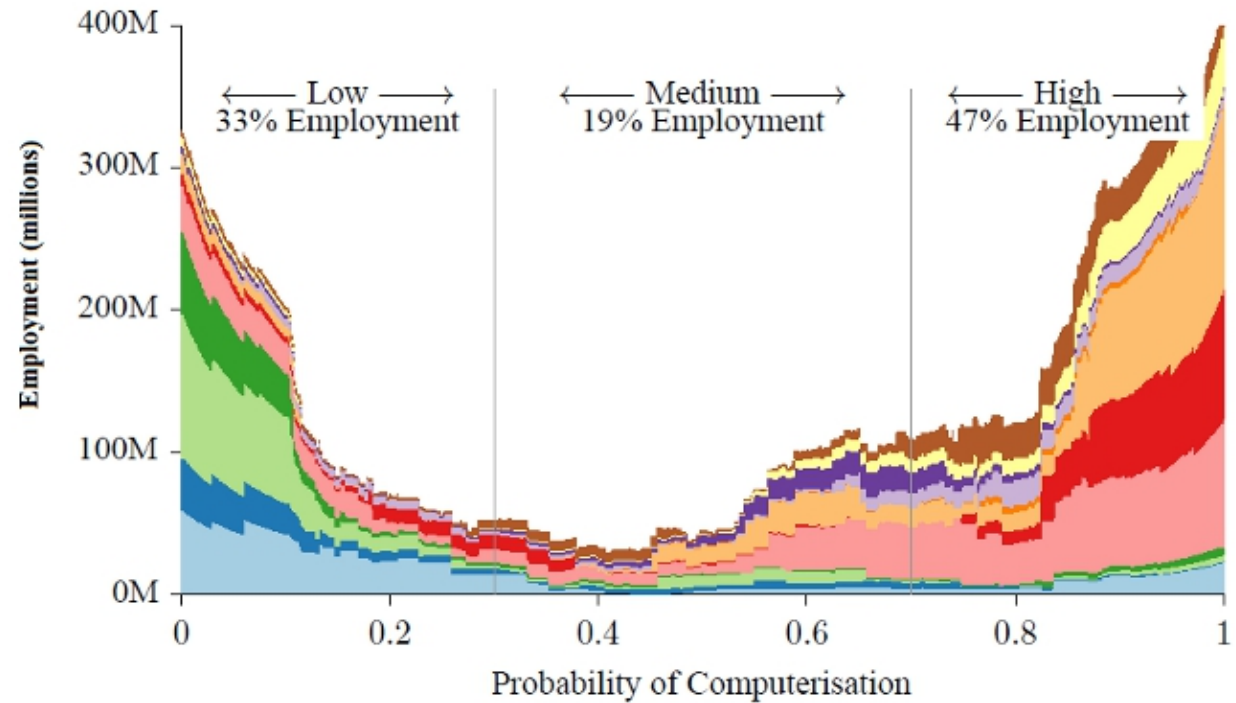 400M
300M
200M
100M
0M
Employment (millions)
Low
33% Employment
Medium
19% Employment
High
47% Employment
0
0.2
0.4
0.6
0.8
1
Probability of Computerisation